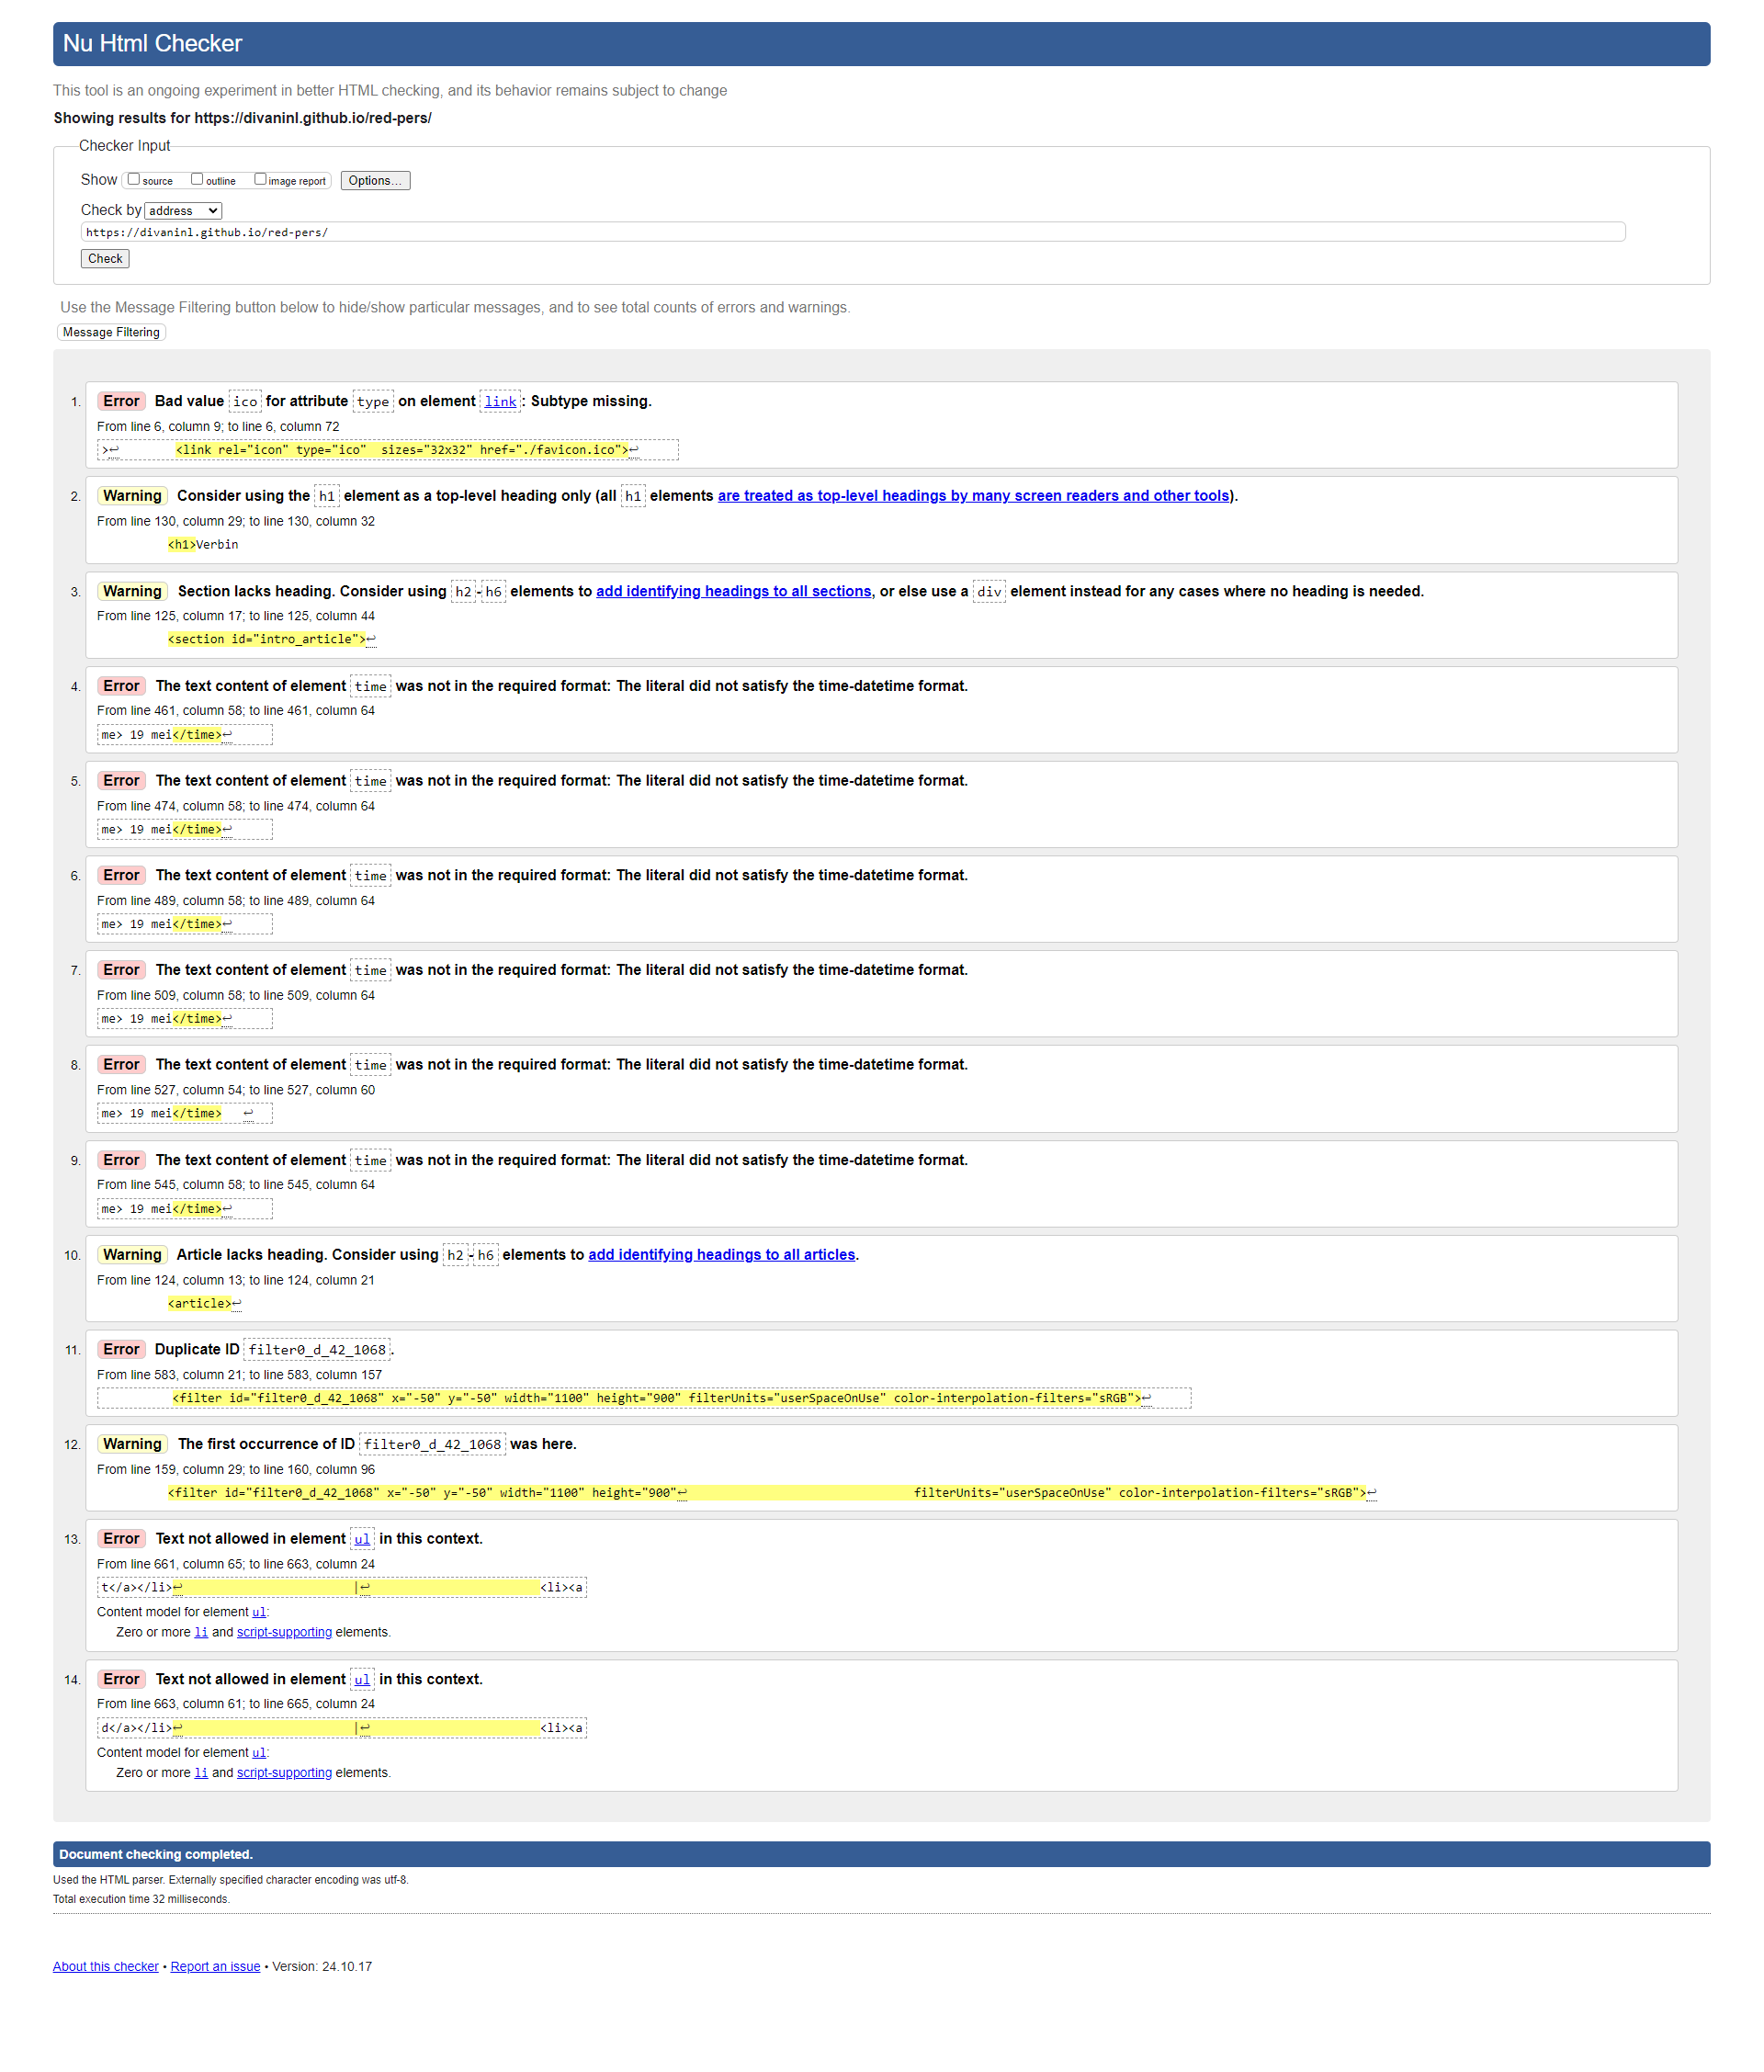 Nu Html Checker
This tool is an ongoing experiment in better HTML checking, and its behavior remains subject to change
Showing results for https://divaninl.github.io/red-pers/
Checker Input
Show source outline image report Options...
Check by address
https://divaninl.github.io/red-pers/
Check
Use the Message Filtering button below to hide/show particular messages, and to see total counts of errors and warnings.
Message Filtering
1. Error Bad value ico for attribute type on element link: Subtype missing.
From line 6, column 9; to line 6, column 72
>↩ <link rel="icon" type="ico"  sizes="32x32" href="./favicon.ico">↩
2. Warning Consider using the h1 element as a top-level heading only (all h1 elements are treated as top-level headings by many screen readers and other tools).
From line 130, column 29; to line 130, column 32
<h1>Verbin
3. Warning Section lacks heading. Consider using h2-h6 elements to add identifying headings to all sections, or else use a div element instead for any cases where no heading is needed.
From line 125, column 17; to line 125, column 44
<section id="intro_article">↩
4. Error The text content of element time was not in the required format: The literal did not satisfy the time-datetime format.
From line 461, column 58; to line 461, column 64
me> 19 mei</time>↩
5. Error The text content of element time was not in the required format: The literal did not satisfy the time-datetime format.
From line 474, column 58; to line 474, column 64
me> 19 mei</time>↩
6. Error The text content of element time was not in the required format: The literal did not satisfy the time-datetime format.
From line 489, column 58; to line 489, column 64
me> 19 mei</time>↩
7. Error The text content of element time was not in the required format: The literal did not satisfy the time-datetime format.
From line 509, column 58; to line 509, column 64
me> 19 mei</time>↩
8. Error The text content of element time was not in the required format: The literal did not satisfy the time-datetime format.
From line 527, column 54; to line 527, column 60
me> 19 mei</time> ↩
9. Error The text content of element time was not in the required format: The literal did not satisfy the time-datetime format.
From line 545, column 58; to line 545, column 64
me> 19 mei</time>↩
10. Warning Article lacks heading. Consider using h2-h6 elements to add identifying headings to all articles.
From line 124, column 13; to line 124, column 21
<article>↩
11. Error Duplicate ID filter0_d_42_1068.
From line 583, column 21; to line 583, column 157
<filter id="filter0_d_42_1068" x="-50" y="-50" width="1100" height="900" filterUnits="userSpaceOnUse" color-interpolation-filters="sRGB">↩
12. Warning The first occurrence of ID filter0_d_42_1068 was here.
From line 159, column 29; to line 160, column 96
<filter id="filter0_d_42_1068" x="-50" y="-50" width="1100" height="900"↩ filterUnits="userSpaceOnUse" color-interpolation-filters="sRGB">↩
13. Error Text not allowed in element ul in this context.
From line 661, column 65; to line 663, column 24
t</a></li>↩ |↩ <li><a
Content model for element ul:
Zero or more li and script-supporting elements.
14. Error Text not allowed in element ul in this context.
From line 663, column 61; to line 665, column 24
d</a></li>↩ |↩ <li><a
Content model for element ul:
Zero or more li and script-supporting elements.
Document checking completed.
Used the HTML parser. Externally specified character encoding was utf-8.
Total execution time 32 milliseconds.
About this checker • Report an issue • Version: 24.10.17